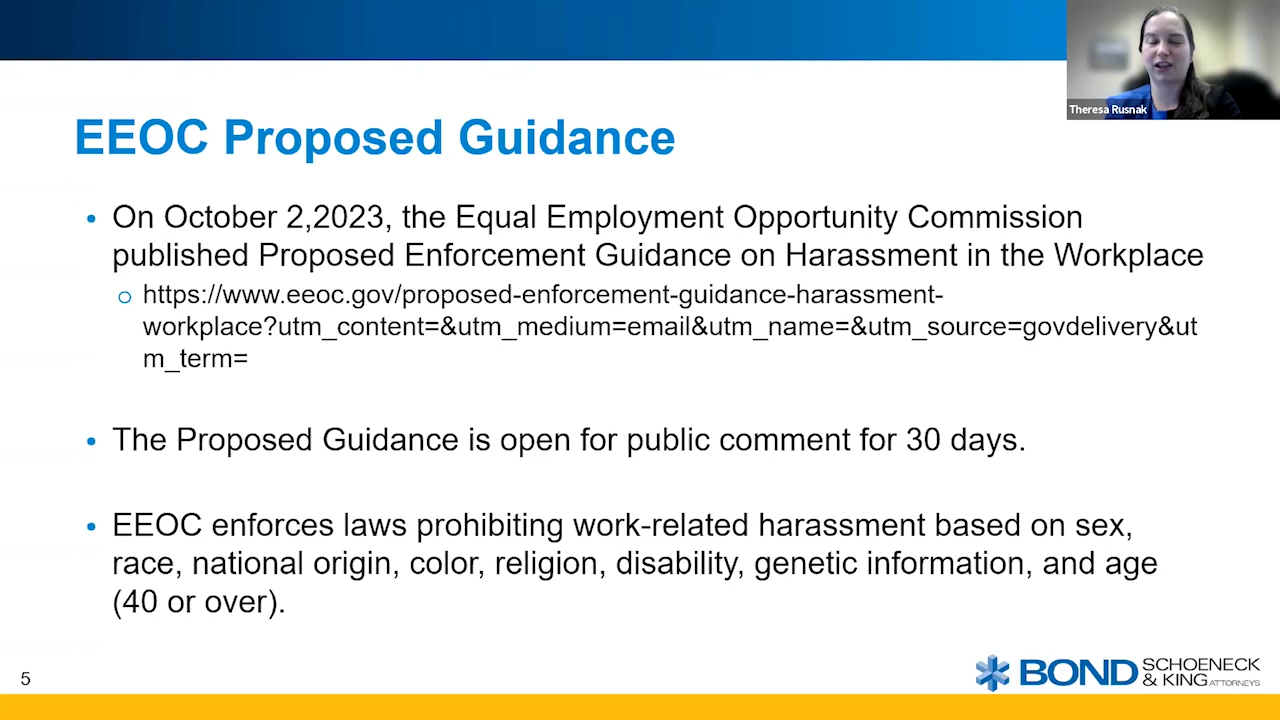 Theresa Rusnak
EEOC Proposed Guidance
• On October 2,2023, the Equal Employment Opportunity Commission
published Proposed Enforcement Guidance on Harassment in the Workplace
o https://www.eeoc.gov/proposed-enforcement-guidance-harassment-
workplace?utm_content=&utm_medium=email&utm_name=&utm_source=govdelivery&ut
m_term=
• The Proposed Guidance is open for public comment for 30 days.
• EEOC enforces laws prohibiting work-related harassment based on sex,
race, national origin, color, religion, disability, genetic information, and age
(40 or over).
5
BOND SCHOENECK
& KING ATTORNEYS